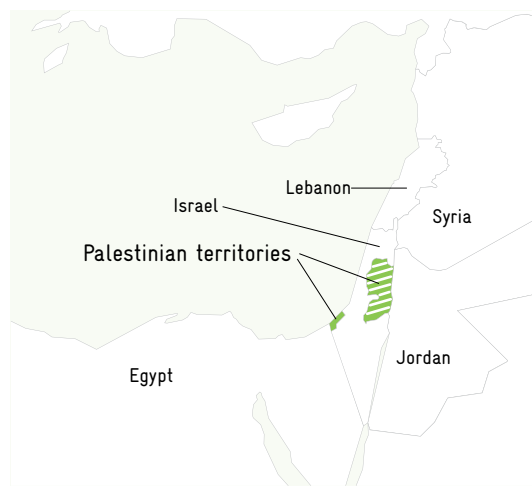 Lebanon
Israel
Syria
Palestinian territories
Jordan
Egypt